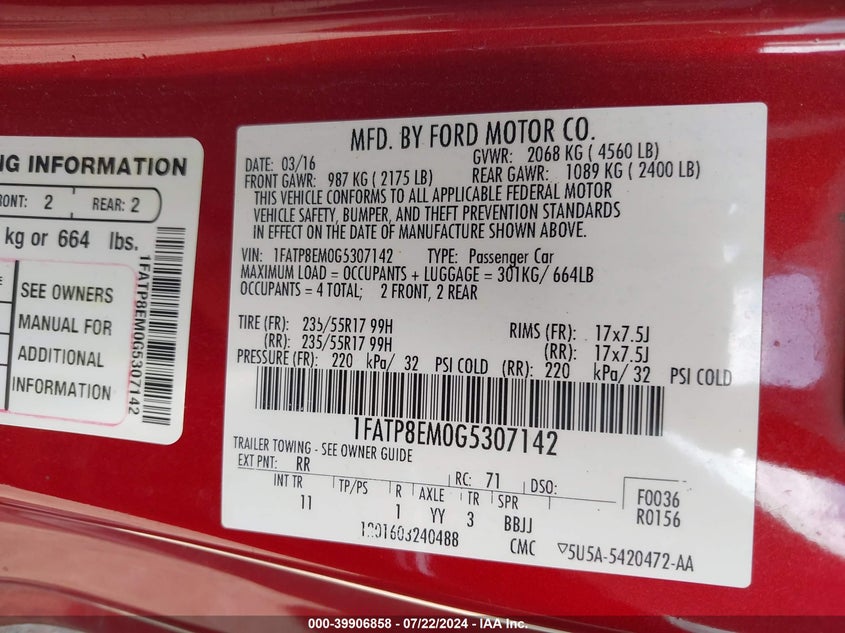 NG INFORMATION
RONT: 2 REAR: 2
kg or 664 lbs.
SEE OWNERS
MANUAL FOR
ADDITIONAL
INFORMATION
1FATP8EM0G5307142
MFD. BY FORD MOTOR CO.
DATE: 03/16 GVWR: 2068 KG ( 4560 LB)
FRONT GAWR: 987 KG ( 2175 LB) REAR GAWR: 1089 KG ( 2400 LB)
THIS VEHICLE CONFORMS TO ALL APPLICABLE FEDERAL MOTOR
VEHICLE SAFETY, BUMPER, AND THEFT PREVENTION STANDARDS
IN EFFECT ON THE DATE OF MANUFACTURE SHOWN ABOVE.
VIN: 1FATP8EM0G5307142 TYPE: Passenger Car
MAXIMUM LOAD = OCCUPANTS + LUGGAGE = 301KG/ 664LB
OCCUPANTS = 4 TOTAL; 2 FRONT, 2 REAR
TIRE (FR): 235/55R17 99H RIMS (FR): 17x7.5J
(RR): 235/55R17 99H (RR): 17x7.5J
PRESSURE (FR): 220 kPa/ 32 PSI COLD (RR): 220 kPa/ 32 PSI COLD
1FATP8EM0G5307142
TRAILER TOWING - SEE OWNER GUIDE
EXT PNT: RR RC: 71 DSO:
INT TR TP/PS R AXLE TR SPR
11 1 YY 3 BBJJ
F0036
R0156
CMC ▽5U5A-5420472-AA
000-39906858 - 07/22/2024 - IAA, Inc.